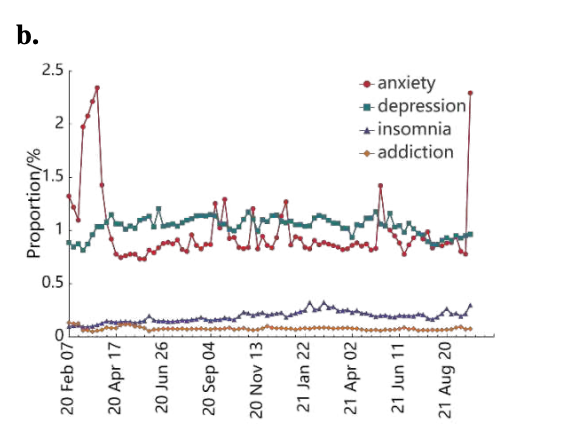 b.
2.5
2
1.5
1
0.5
0
Proportion/%
anxiety
depression
insomnia
addiction
20 Feb 07
20 Apr 17
20 Jun 26
20 Sep 04
20 Nov 13
21 Jan 22
21 Apr 02
21 Jun 11
21 Aug 20